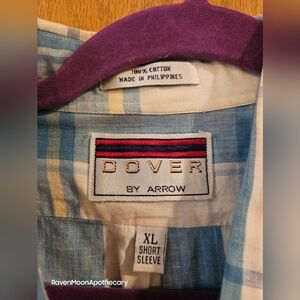 100% COTTON
MADE IN PHILIPPINES
DOVER
BY ARROW
XL
SHORT
SLEEVE
RavenMoonApothecary